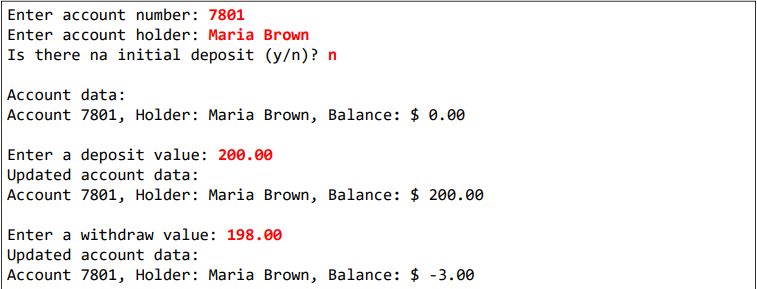 Enter account number: 7801
Enter account holder: Maria Brown
Is there na initial deposit (y/n)? n
Account data:
Account 7801, Holder: Maria Brown, Balance: $ 0.00
Enter a deposit value: 200.00
Updated account data:
Account 7801, Holder: Maria Brown, Balance: $ 200.00
Enter a withdraw value: 198.00
Updated account data:
Account 7801, Holder: Maria Brown, Balance: $ -3.00